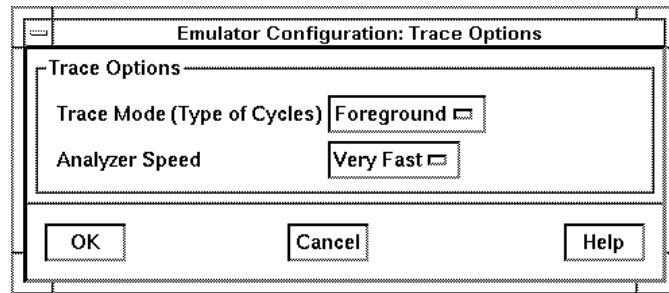 Emulator Configuration: Trace Options
Trace Options
Trace Mode (Type of Cycles) Foreground
Analyzer Speed Very Fast
OK Cancel Help